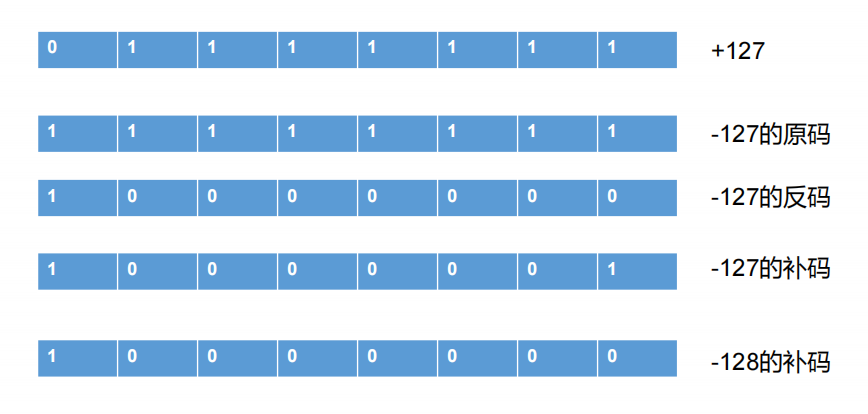 0 1 1 1 1 1 1 1 +127
1 1 1 1 1 1 1 1 -127的原码
1 0 0 0 0 0 0 0 -127的反码
1 0 0 0 0 0 0 1 -127的补码
1 0 0 0 0 0 0 0 -128的补码